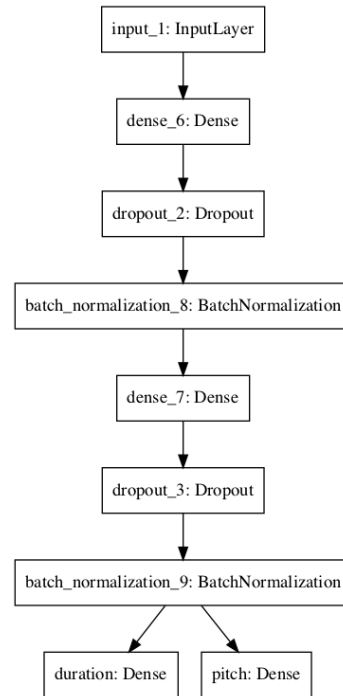 input_1: InputLayer
dense_6: Dense
dropout_2: Dropout
batch_normalization_8: BatchNormalization
dense_7: Dense
dropout_3: Dropout
batch_normalization_9: BatchNormalization
duration: Dense
pitch: Dense